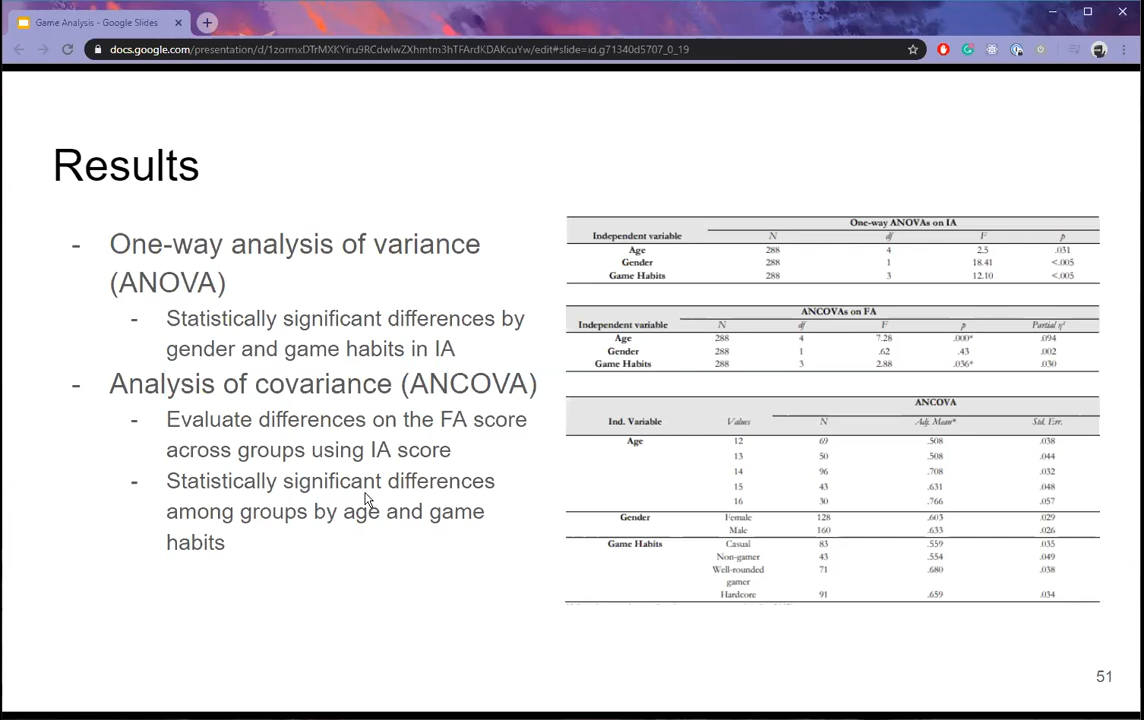 Game Analysis - Google Slides
docs.google.com/presentation/d/1zormxDTrMXKYiru9RCdwIwZXhmtm3hTFArdKDAKcuYw/edit#slide=id.g71340d5707_0_19
Results
- One-way analysis of variance
(ANOVA)
- Statistically significant differences by
gender and game habits in IA
- Analysis of covariance (ANCOVA)
- Evaluate differences on the FA score
across groups using IA score
- Statistically significant differences
among groups by age and game
habits
One-way ANOVAs on IA
Independent variable N df F p
Age 288 4 2.5 .031
Gender 288 1 18.41 <.005
Game Habits 288 3 12.10 <.005
ANCOVAs on FA
Independent variable N df F p Partial η²
Age 288 4 7.28 .000* .094
Gender 288 1 .62 .43 .002
Game Habits 288 3 2.88 .036* .030
ANCOVA
Ind. Variable Values N Adj. Mean* Std. Err.
Age 12 69 .508 .038
13 50 .508 .044
14 96 .708 .032
15 43 .631 .048
16 30 .766 .057
Gender Female 128 .603 .029
Male 160 .633 .026
Game Habits Casual 83 .559 .035
Non-gamer 43 .554 .049
Well-rounded 71 .680 .038
gamer
Hardcore 91 .659 .034
51